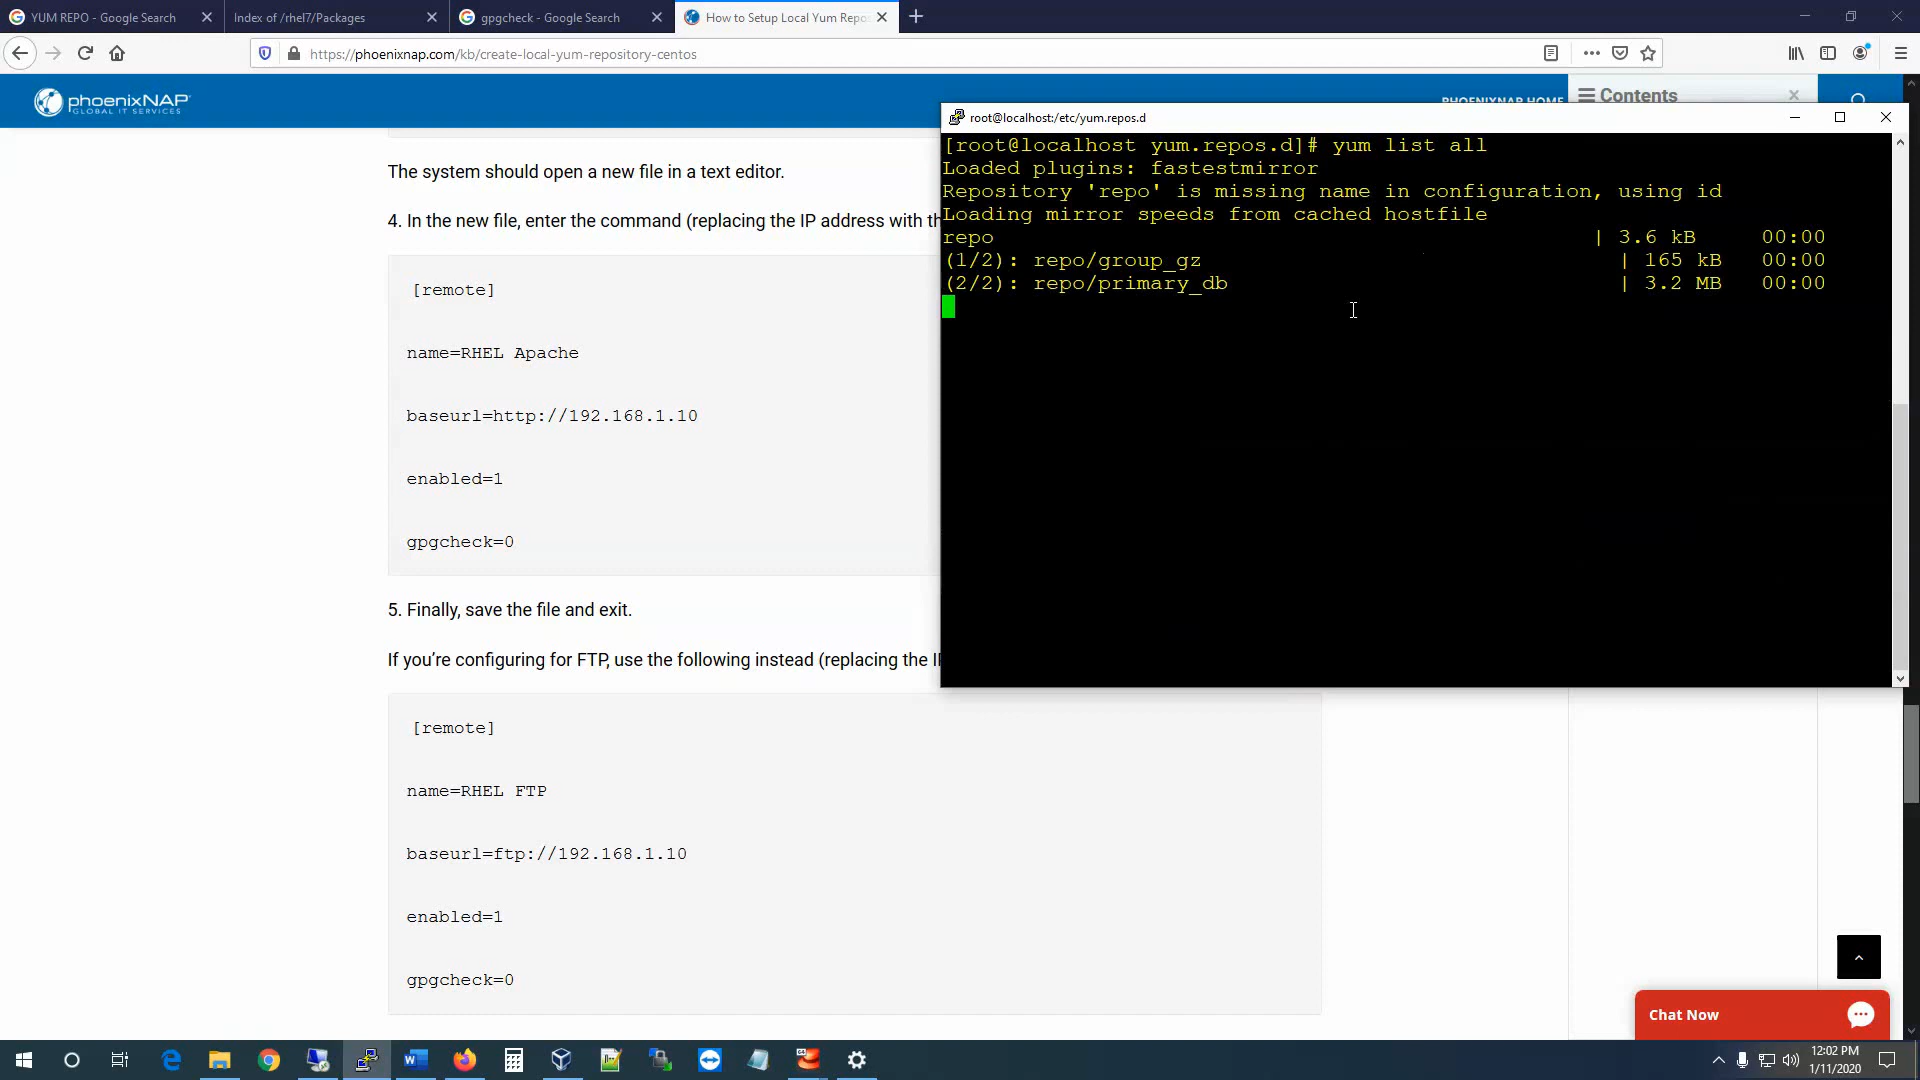 YUM REPO - Google Search
Index of /rhel7/Packages
gpgcheck - Google Search
How to Setup Local Yum Repos
https://phoenixnap.com/kb/create-local-yum-repository-centos
phoenixNAP
GLOBAL IT SERVICES
PHOENIXNAP HOME
Contents
The system should open a new file in a text editor.
4. In the new file, enter the command (replacing the IP address with th
[remote]
name=RHEL Apache
baseurl=http://192.168.1.10
enabled=1
gpgcheck=0
5. Finally, save the file and exit.
If you’re configuring for FTP, use the following instead (replacing the I
[remote]
name=RHEL FTP
baseurl=ftp://192.168.1.10
enabled=1
gpgcheck=0
root@localhost:/etc/yum.repos.d
[root@localhost yum.repos.d]# yum list all
Loaded plugins: fastestmirror
Repository 'repo' is missing name in configuration, using id
Loading mirror speeds from cached hostfile
repo | 3.6 kB 00:00
(1/2): repo/group_gz | 165 kB 00:00
(2/2): repo/primary_db | 3.2 MB 00:00
Chat Now
12:02 PM
1/11/2020